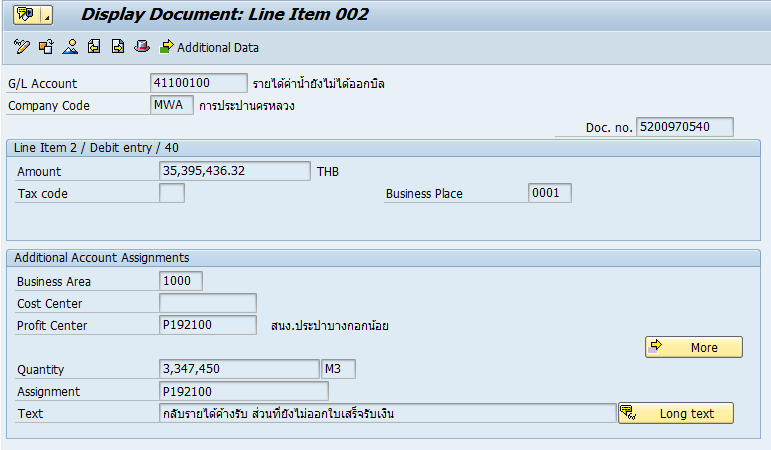 Display Document: Line Item 002
Additional Data
G/L Account 41100100 รายได้ค่าน้ำยังไม่ได้ออกบิล
Company Code MWA การประปานครหลวง
Doc. no. 5200970540
Line Item 2 / Debit entry / 40
Amount 35,395,436.32 THB
Tax code Business Place 0001
Additional Account Assignments
Business Area 1000
Cost Center
Profit Center P192100 สนง.ประปาบางกอกน้อย
More
Quantity 3,347,450 M3
Assignment P192100
Text กลับรายได้ค้างรับ ส่วนที่ยังไม่ออกใบเสร็จรับเงิน Long text